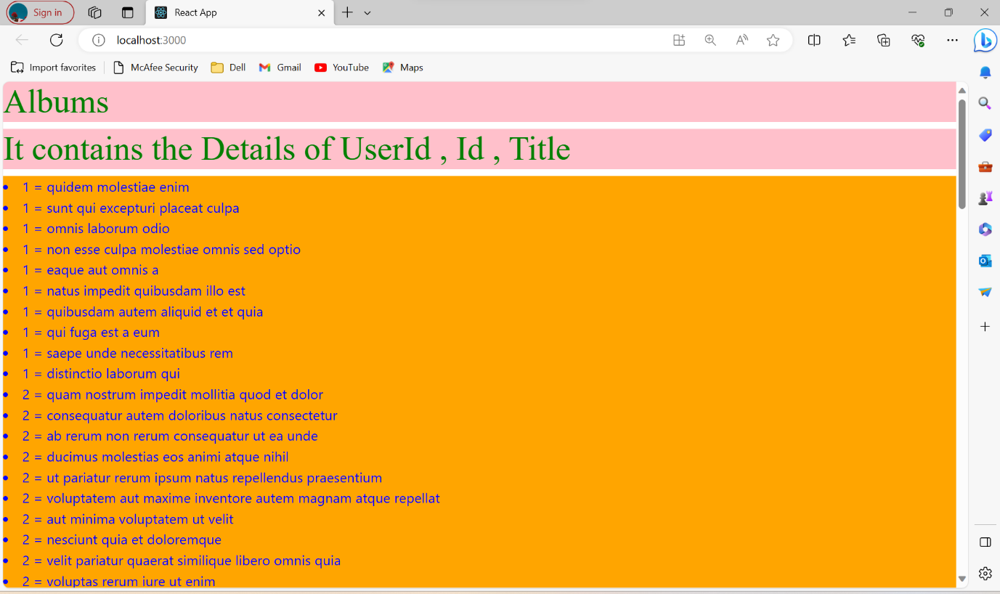 Sign in
React App
localhost:3000
Import favorites
McAfee Security
Dell
Gmail
YouTube
Maps
Albums
It contains the Details of UserId , Id , Title
1 = quidem molestiae enim
1 = sunt qui excepturi placeat culpa
1 = omnis laborum odio
1 = non esse culpa molestiae omnis sed optio
1 = eaque aut omnis a
1 = natus impedit quibusdam illo est
1 = quibusdam autem aliquid et et quia
1 = qui fuga est a eum
1 = saepe unde necessitatibus rem
1 = distinctio laborum qui
2 = quam nostrum impedit mollitia quod et dolor
2 = consequatur autem doloribus natus consectetur
2 = ab rerum non rerum consequatur ut ea unde
2 = ducimus molestias eos animi atque nihil
2 = ut pariatur rerum ipsum natus repellendus praesentium
2 = voluptatem aut maxime inventore autem magnam atque repellat
2 = aut minima voluptatem ut velit
2 = nesciunt quia et doloremque
2 = velit pariatur quaerat similique libero omnis quia
2 = voluptas rerum iure ut enim